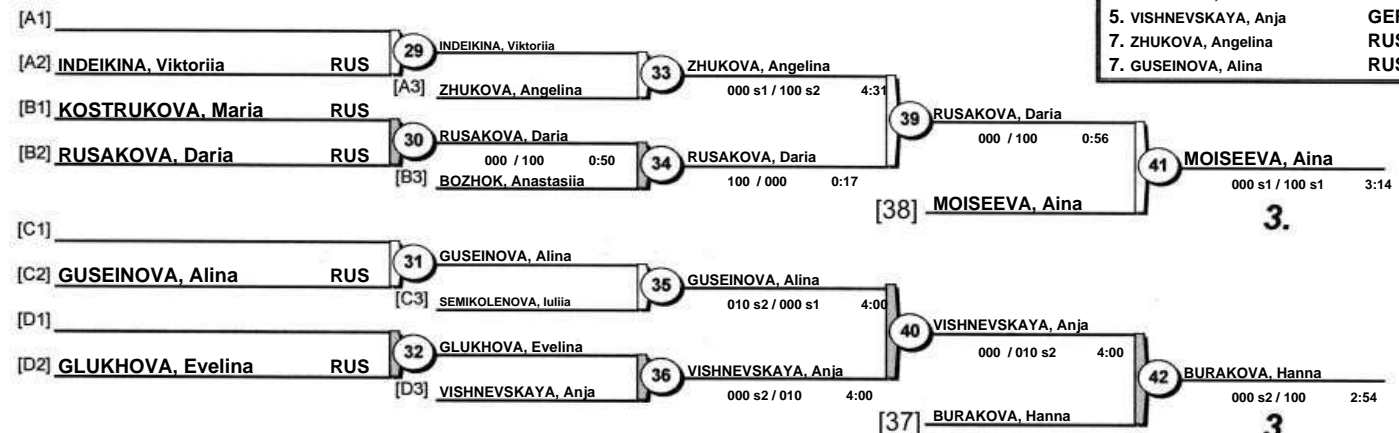 [A1]
[A2] INDEIKINA, Viktoriia RUS
29
INDEIKINA, Viktoriia
[A3] ZHUKOVA, Angelina
33
ZHUKOVA, Angelina
000 s1 / 100 s2 4:31
[B1] KOSTRUKOVA, Maria RUS
[B2] RUSAKOVA, Daria RUS
30
RUSAKOVA, Daria
000 / 100 0:50
[B3] BOZHOK, Anastasiia
34
RUSAKOVA, Daria
100 / 000 0:17
39
RUSAKOVA, Daria
000 / 100 0:56
[38] MOISEEVA, Aina
41
MOISEEVA, Aina
000 s1 / 100 s1 3:14
3.
[C1]
[C2] GUSEINOVA, Alina RUS
31
GUSEINOVA, Alina
[C3] SEMIKOLENOVA, Iuliia
35
GUSEINOVA, Alina
010 s2 / 000 s1 4:00
[D1]
[D2] GLUKHOVA, Evelina RUS
32
GLUKHOVA, Evelina
[D3] VISHNEVSKAYA, Anja
36
VISHNEVSKAYA, Anja
000 s2 / 010 4:00
40
VISHNEVSKAYA, Anja
000 / 010 s2 4:00
[37] BURAKOVA, Hanna
42
BURAKOVA, Hanna
000 s2 / 100 2:54
3
5. VISHNEVSKAYA, Anja GER
7. ZHUKOVA, Angelina RUS
7. GUSEINOVA, Alina RUS